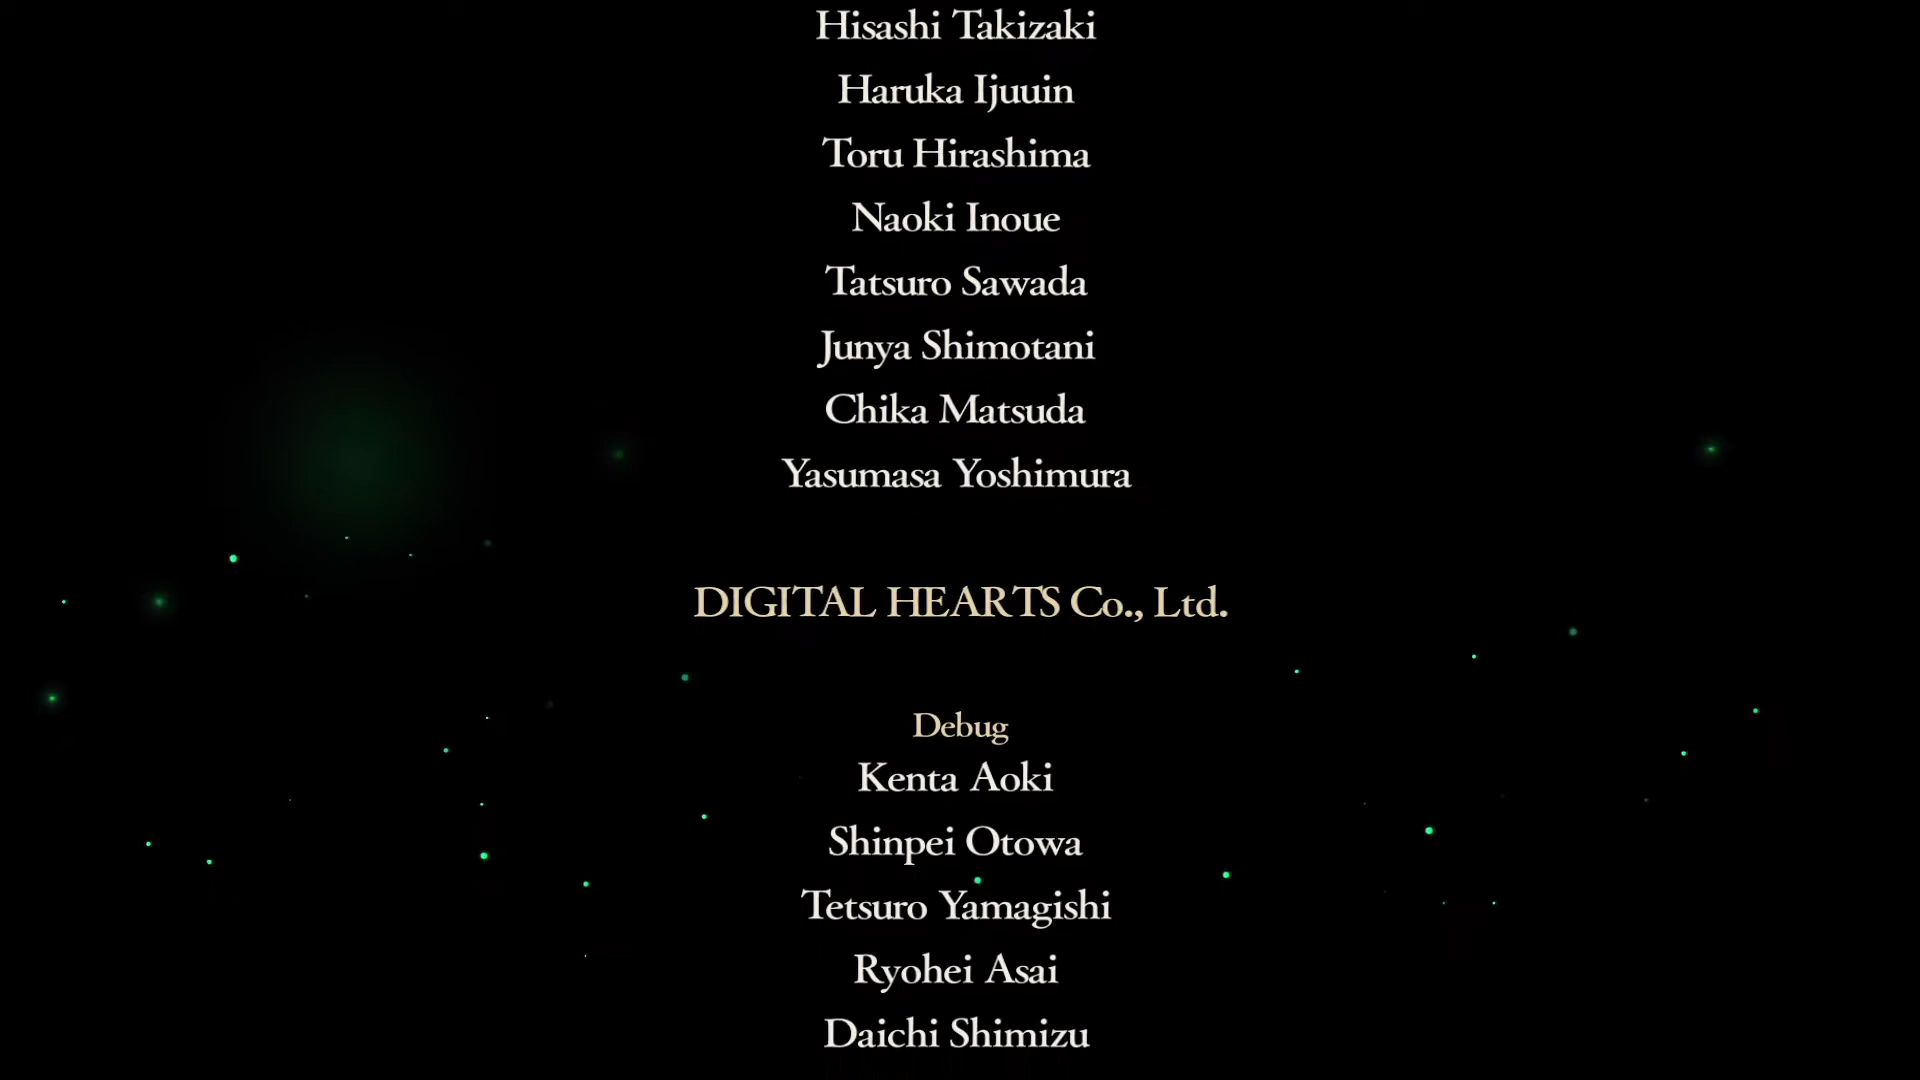 Hisashi Takizaki
Haruka Ijuuin
Toru Hirashima
Naoki Inoue
Tatsuro Sawada
Junya Shimotani
Chika Matsuda
Yasumasa Yoshimura
DIGITAL HEARTS Co., Ltd.
Debug
Kenta Aoki
Shinpei Otowa
Tetsuro Yamagishi
Ryohei Asai
Daichi Shimizu